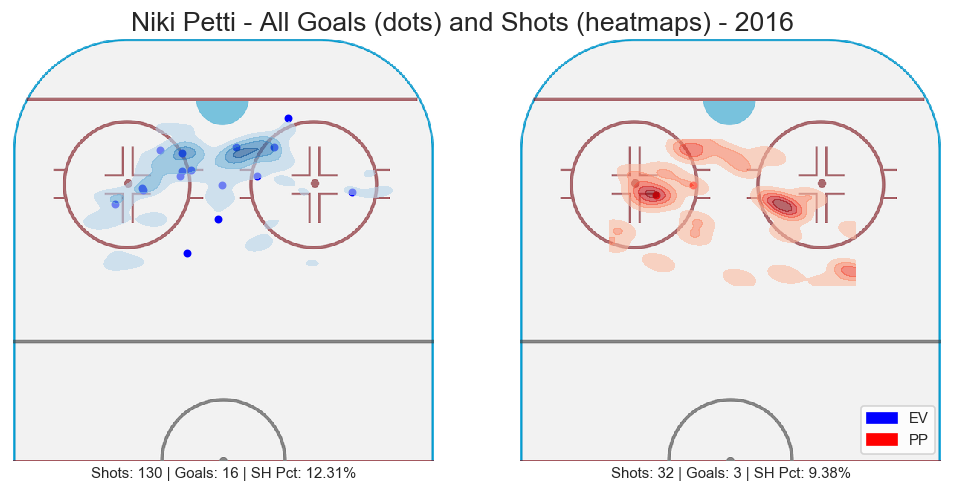 Niki Petti - All Goals (dots) and Shots (heatmaps) - 2016
EV
PP
Shots: 130 | Goals: 16 | SH Pct: 12.31%
Shots: 32 | Goals: 3 | SH Pct: 9.38%